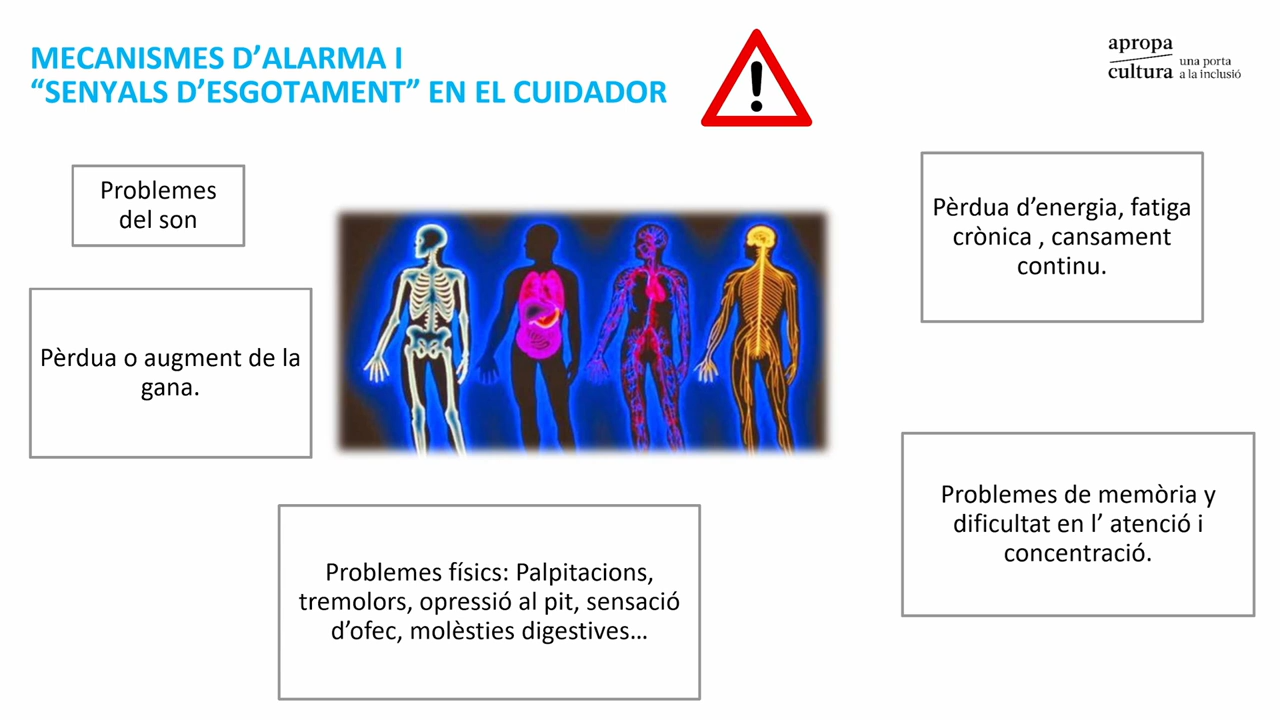 MECANISMES D’ALARMA I
“SENYALS D’ESGOTAMENT” EN EL CUIDADOR
apropa
cultura
una porta
a la inclusió
Problemes
del son
Pèrdua d’energia, fatiga
crònica , cansament
continu.
Pèrdua o augment de la
gana.
Problemes de memòria y
dificultat en l’ atenció i
concentració.
Problemes físics: Palpitacions,
tremolors, opressió al pit, sensació
d’ofec, molèsties digestives…